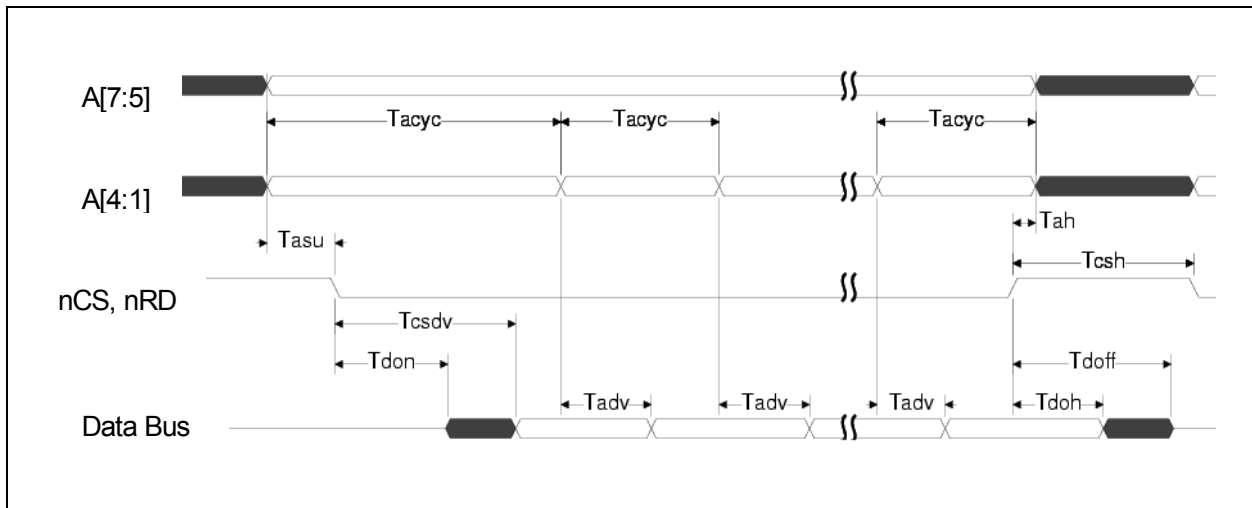 A[7:5]
Tacyc Tacyc Tacyc
A[4:1]
Tah
Tasu
Tcsh
nCS, nRD
Tcsdv
Tdon Tdoff
Tadv Tadv Tadv Tdoh
Data Bus